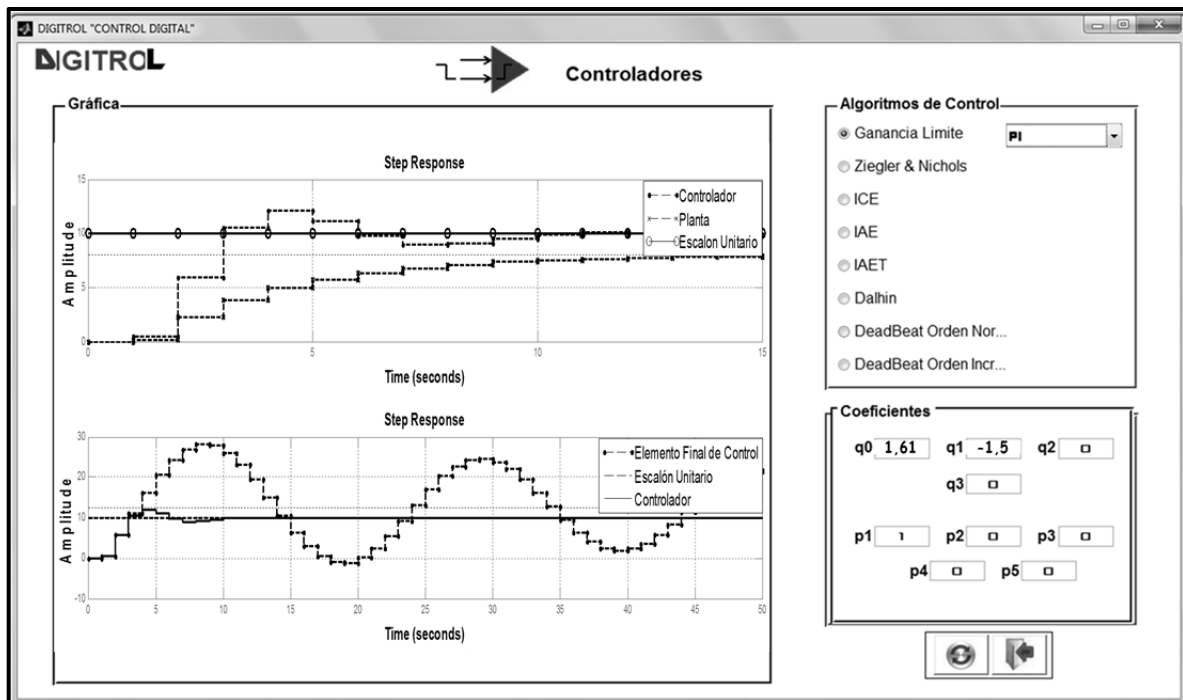 DIGITROL "CONTROL DIGITAL"
DIGITROL
Controladores
Gráfica
Step Response
15
10
5
0
Amplitude
Controlador
Planta
Escalon Unitario
0 5 10 15
Time (seconds)
Step Response
30
20
10
0
-10
Amplitude
Elemento Final de Control
Escalón Unitario
Controlador
0 5 10 15 20 25 30 35 40 45 50
Time (seconds)
Algoritmos de Control
Ganancia Limite PI
Ziegler & Nichols
ICE
IAE
IAET
Dalhin
DeadBeat Orden Nor...
DeadBeat Orden Incr...
Coeficientes
q0 1,61 q1 -1,5 q2 0
q3 0
p1 1 p2 0 p3 0
p4 0 p5 0